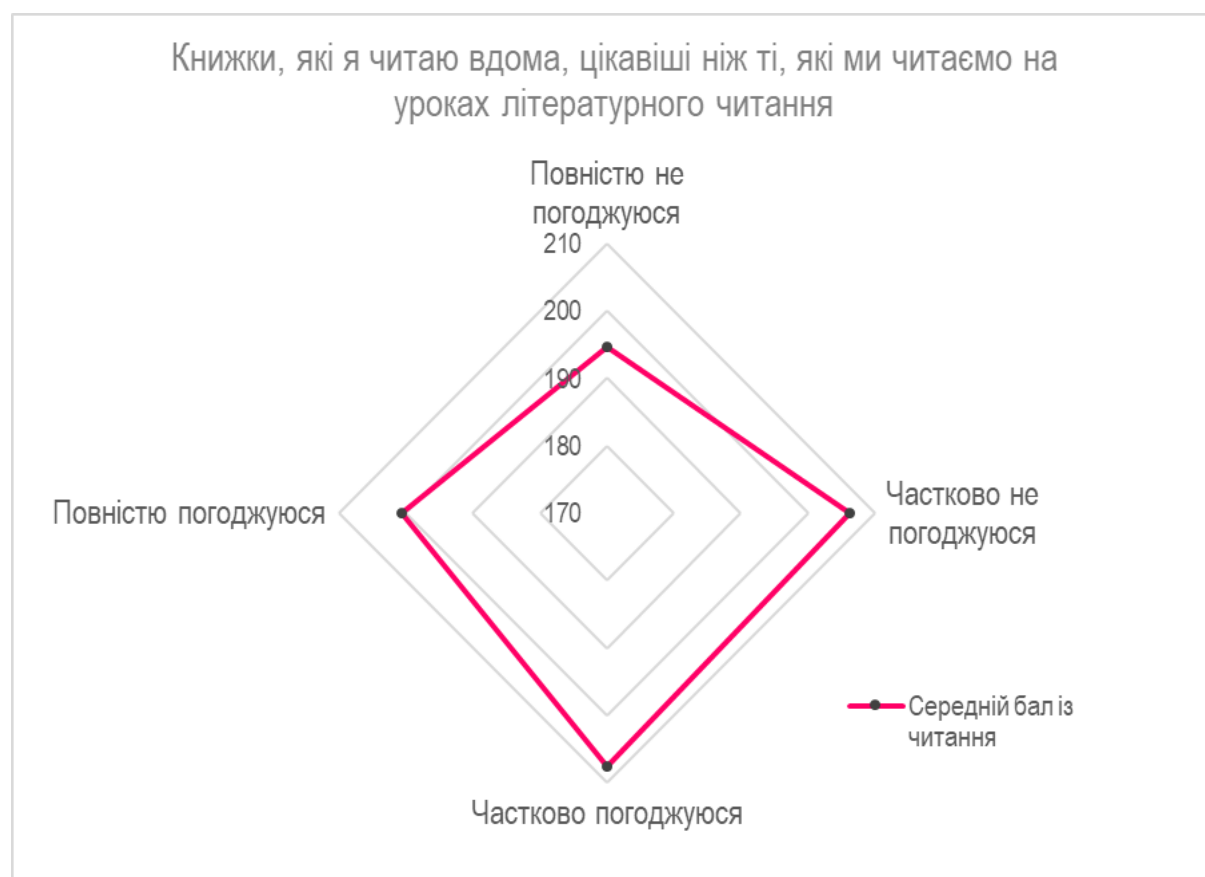 Книжки, які я читаю вдома, цікавіші ніж ті, які ми читаємо на
уроках літературного читання
Повністю не
погоджуюся
210
200
190
180
170
Частково не
погоджуюся
Повністю погоджуюся
Середній бал із
читання
Частково погоджуюся